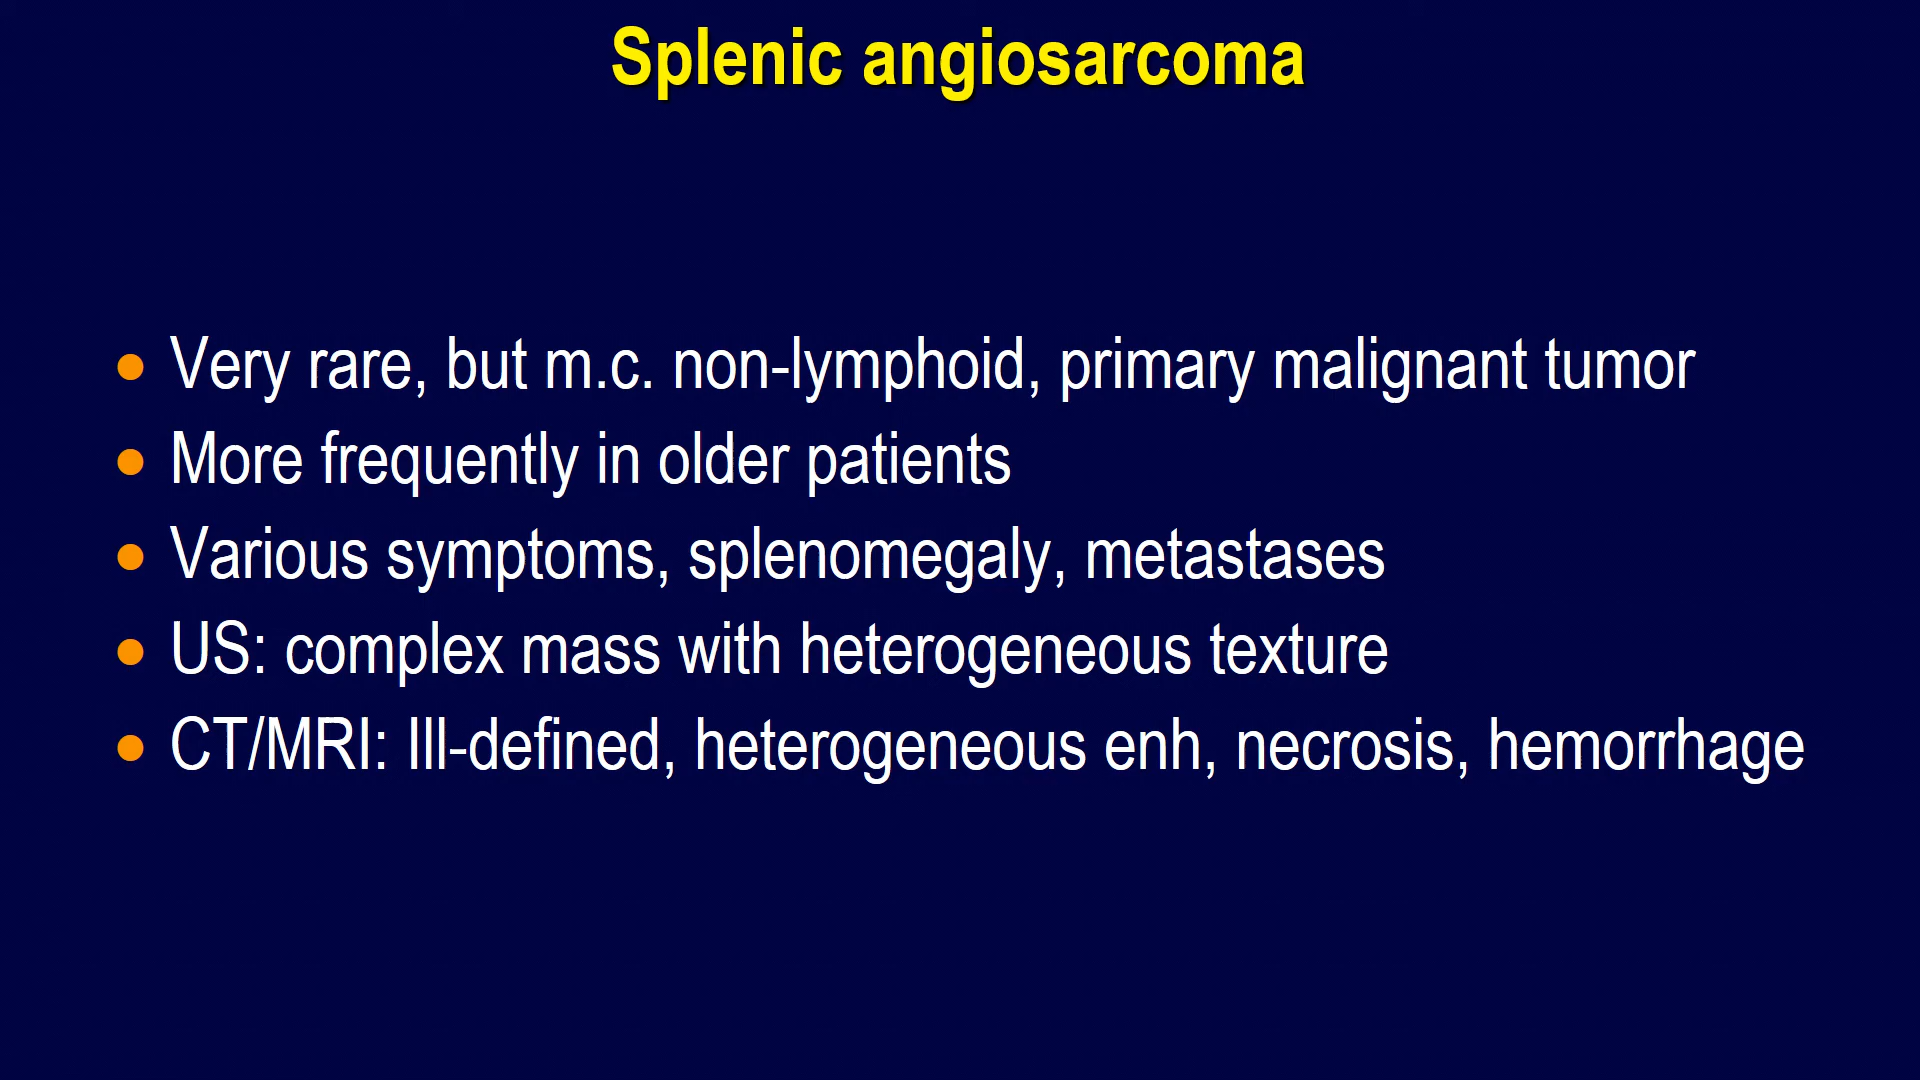 Splenic angiosarcoma
• Very rare, but m.c. non-lymphoid, primary malignant tumor
• More frequently in older patients
• Various symptoms, splenomegaly, metastases
• US: complex mass with heterogeneous texture
• CT/MRI: Ill-defined, heterogeneous enh, necrosis, hemorrhage